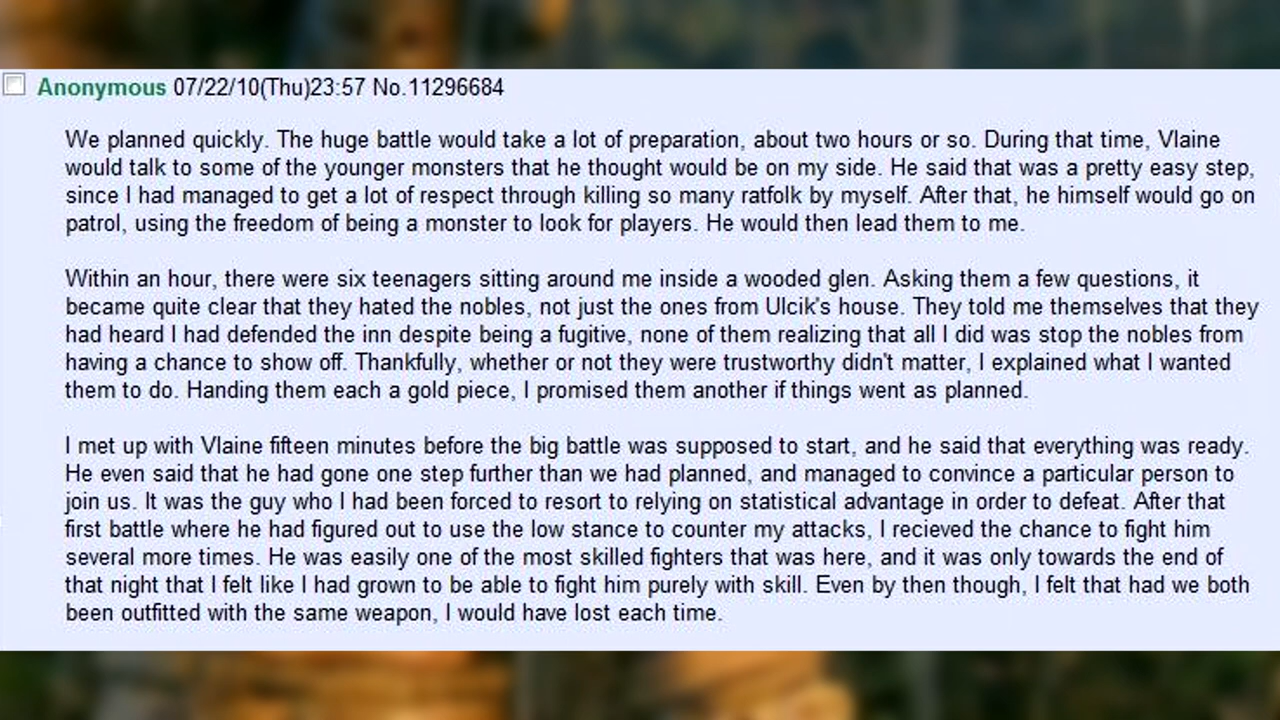 Anonymous 07/22/10(Thu)23:57 No.11296684
We planned quickly. The huge battle would take a lot of preparation, about two hours or so. During that time, Vlaine
would talk to some of the younger monsters that he thought would be on my side. He said that was a pretty easy step,
since I had managed to get a lot of respect through killing so many ratfolk by myself. After that, he himself would go on
patrol, using the freedom of being a monster to look for players. He would then lead them to me.
Within an hour, there were six teenagers sitting around me inside a wooded glen. Asking them a few questions, it
became quite clear that they hated the nobles, not just the ones from Ulcik's house. They told me themselves that they
had heard I had defended the inn despite being a fugitive, none of them realizing that all I did was stop the nobles from
having a chance to show off. Thankfully, whether or not they were trustworthy didn't matter, I explained what I wanted
them to do. Handing them each a gold piece, I promised them another if things went as planned.
I met up with Vlaine fifteen minutes before the big battle was supposed to start, and he said that everything was ready.
He even said that he had gone one step further than we had planned, and managed to convince a particular person to
join us. It was the guy who I had been forced to resort to relying on statistical advantage in order to defeat. After that
first battle where he had figured out to use the low stance to counter my attacks, I recieved the chance to fight him
several more times. He was easily one of the most skilled fighters that was here, and it was only towards the end of
that night that I felt like I had grown to be able to fight him purely with skill. Even by then though, I felt that had we both
been outfitted with the same weapon, I would have lost each time.